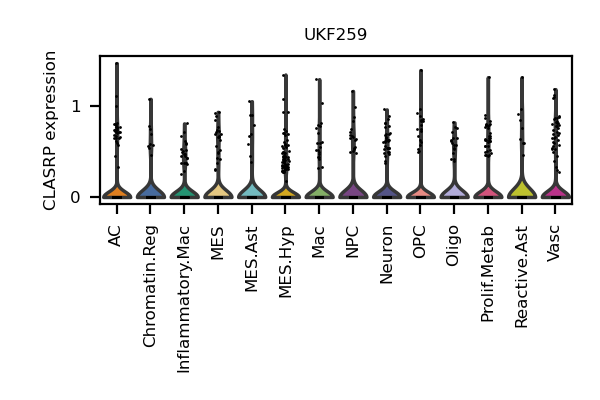 UKF259
CLASRP expression
1
0
AC
Chromatin.Reg
Inflammatory.Mac
MES
MES.Ast
MES.Hyp
Mac
NPC
Neuron
OPC
Oligo
Prolif.Metab
Reactive.Ast
Vasc